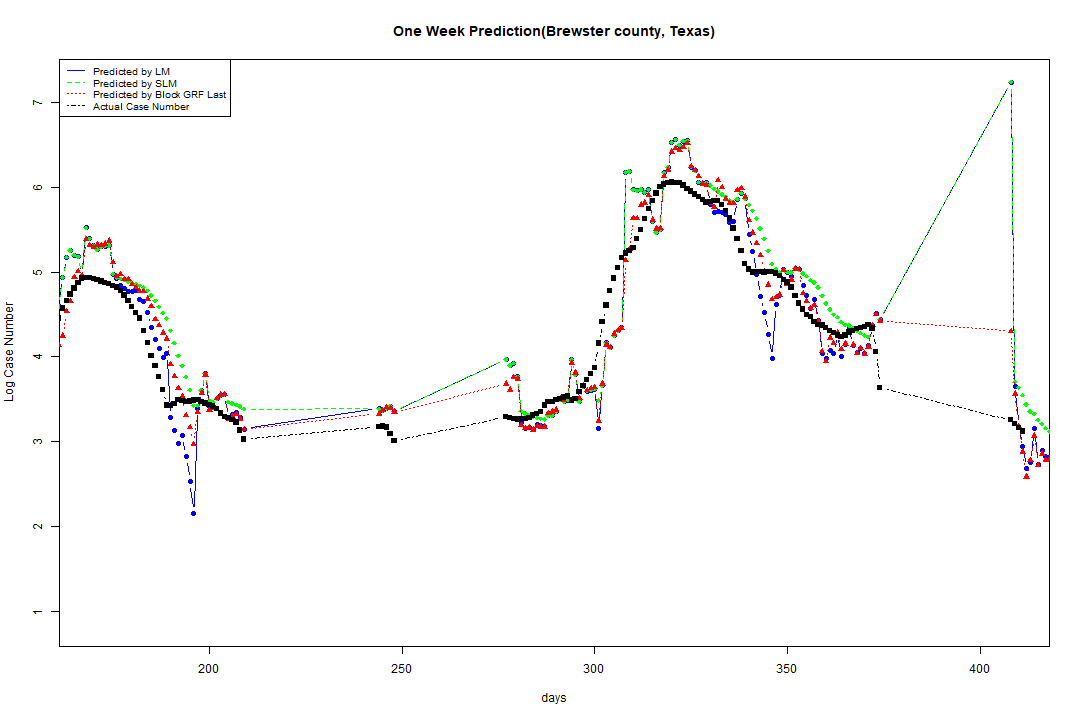 One Week Prediction(Brewster county, Texas)
Predicted by LM
Predicted by SLM
Predicted by Block GRF Last
Actual Case Number
7
6
5
4
3
2
1
Log Case Number
200 250 300 350 400
days